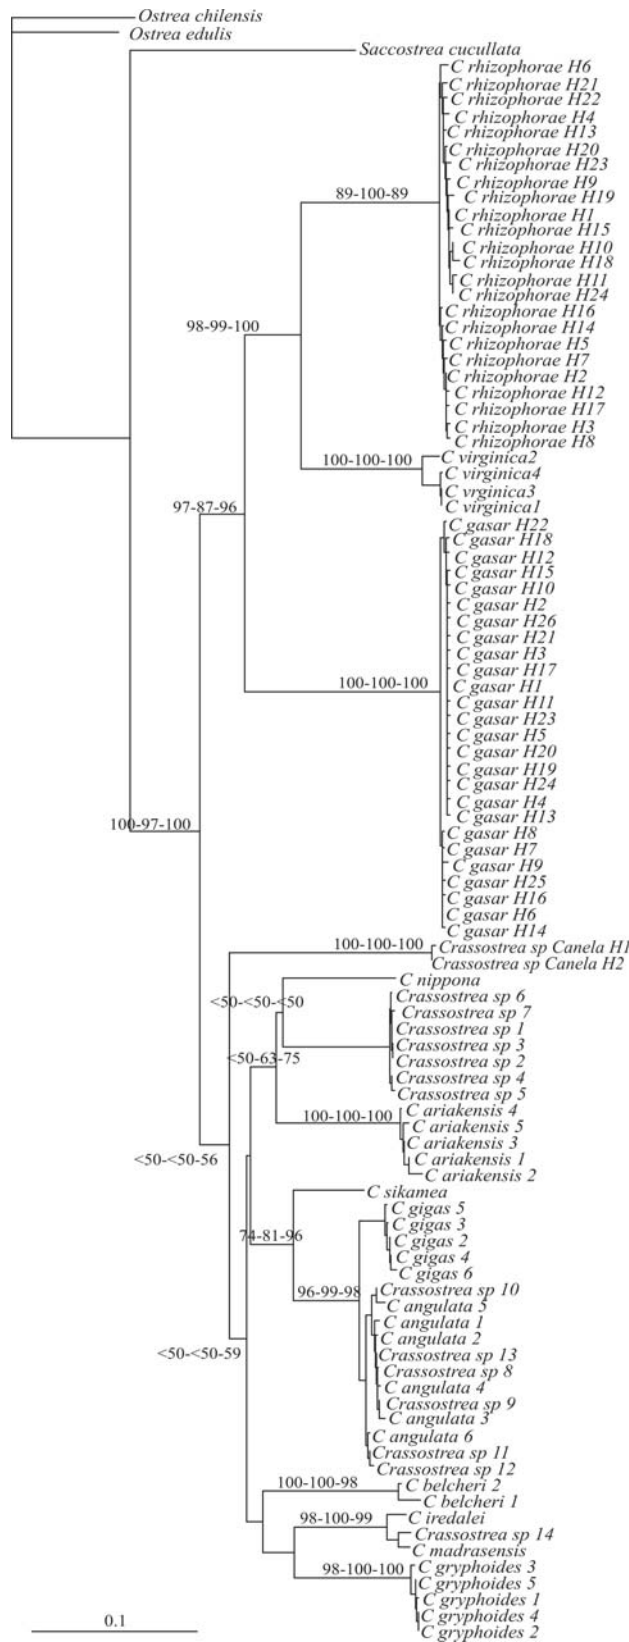 Ostrea chilensis
Ostrea edulis
Saccostrea cucullata
C rhizophorae H6
C rhizophorae H21
C rhizophorae H22
C rhizophorae H4
C rhizophorae H13
C rhizophorae H20
C rhizophorae H23
C rhizophorae H9
89-100-89
C rhizophorae H19
C rhizophorae H1
C rhizophorae H15
C rhizophorae H10
C rhizophorae H18
C rhizophorae H11
C rhizophorae H24
C rhizophorae H16
98-99-100
C rhizophorae H14
C rhizophorae H5
C rhizophorae H7
C rhizophorae H2
C rhizophorae H12
C rhizophorae H17
C rhizophorae H3
C rhizophorae H8
100-100-100
C virginica2
C virginica4
C vrginica3
97-87-96
C virginica1
C gasar H22
C gasar H18
C gasar H12
C gasar H15
C gasar H10
C gasar H2
C gasar H26
C gasar H21
C gasar H3
C gasar H17
100-100-100
C gasar H1
C gasar H11
C gasar H23
C gasar H5
C gasar H20
C gasar H19
C gasar H24
C gasar H4
C gasar H13
100-97-100
C gasar H8
C gasar H7
C gasar H9
C gasar H25
C gasar H16
C gasar H6
C gasar H14
100-100-100
Crassostrea sp Canela H1
Crassostrea sp Canela H2
C nippona
<50-<50-<50
Crassostrea sp 6
Crassostrea sp 7
Crassostrea sp 1
Crassostrea sp 3
<50-63-75
Crassostrea sp 2
Crassostrea sp 4
Crassostrea sp 5
100-100-100
C ariakensis 4
C ariakensis 5
C ariakensis 3
<50-<50-56
C ariakensis 1
C ariakensis 2
C sikamea
C gigas 5
C gigas 3
74-81-96
C gigas 2
C gigas 4
C gigas 6
96-99-98
Crassostrea sp 10
C angulata 5
C angulata 1
C angulata 2
<50-<50-59
Crassostrea sp 13
Crassostrea sp 8
C angulata 4
Crassostrea sp 9
C angulata 3
C angulata 6
Crassostrea sp 11
Crassostrea sp 12
100-100-98
C belcheri 2
C belcheri 1
98-100-99
C iredalei
Crassostrea sp 14
C madrasensis
98-100-100
C gryphoides 3
C gryphoides 5
C gryphoides 1
C gryphoides 4
C gryphoides 2
0.1